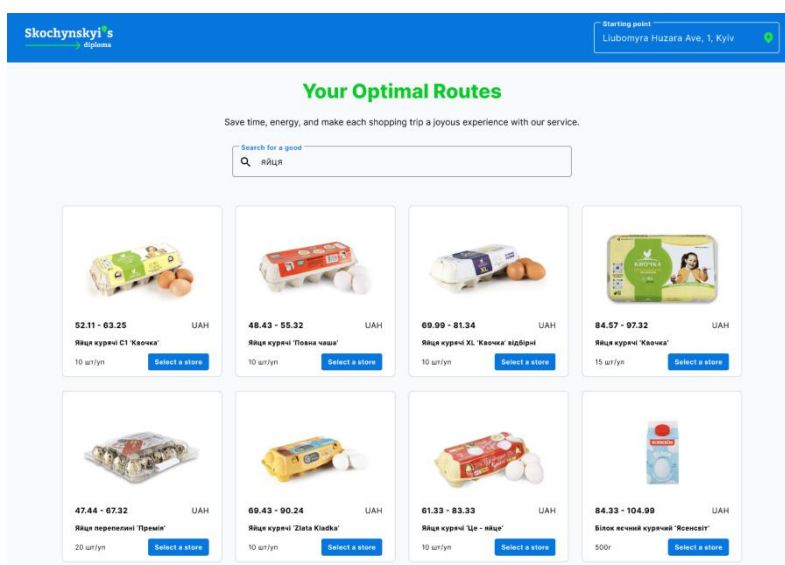 Skochynskyi's
diploma
Starting point
Liubomyra Huzara Ave, 1, Kyiv
Your Optimal Routes
Save time, energy, and make each shopping trip a joyous experience with our service.
Search for a good
яйця
КВОЧКА
52.11 - 63.25 UAH
Яйця курячі С1 'Квочка'
10 шт/уп Select a store
48.43 - 55.32 UAH
Яйця курячі 'Повна чаша'
10 шт/уп Select a store
69.99 - 81.34 UAH
Яйця курячі XL 'Квочка' відбірні
10 шт/уп Select a store
84.57 - 97.32 UAH
Яйця курячі 'Квочка'
15 шт/уп Select a store
47.44 - 67.32 UAH
Яйця перепелині 'Премія'
20 шт/уп Select a store
69.43 - 90.24 UAH
Яйця курячі 'Zlata Kladka'
10 шт/уп Select a store
61.33 - 83.33 UAH
Яйця курячі 'Це - яйце'
10 шт/уп Select a store
84.33 - 104.99 UAH
Білок яєчний курячий 'Ясенсвіт'
500г Select a store